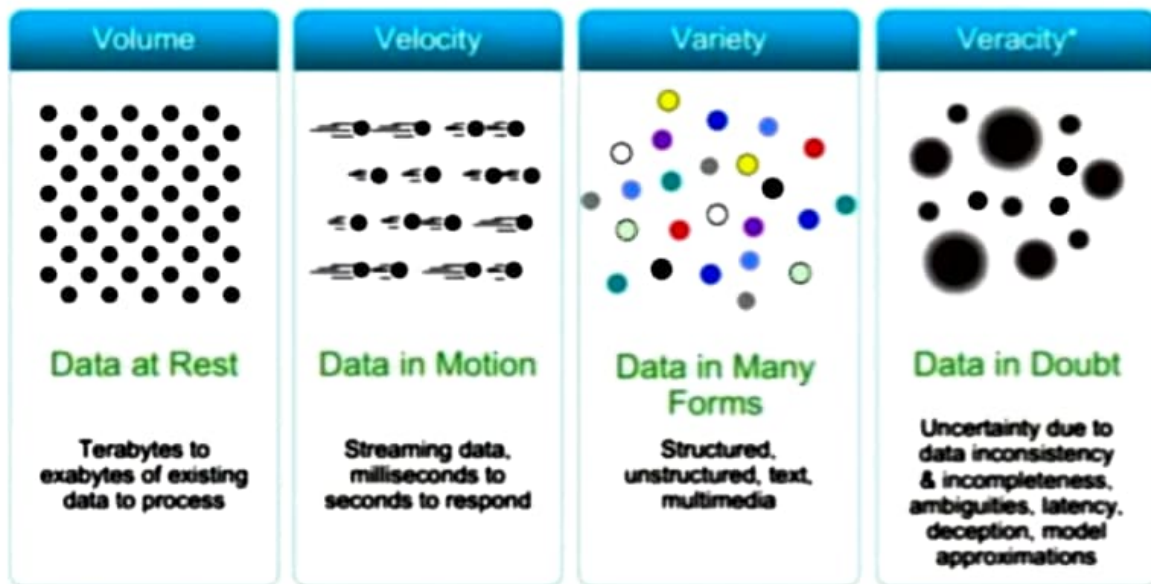 Volume
Data at Rest
Terabytes to
exabytes of existing
data to process
Velocity
Data in Motion
Streaming data,
milliseconds to
seconds to respond
Variety
Data in Many
Forms
Structured,
unstructured, text,
multimedia
Veracity*
Data in Doubt
Uncertainty due to
data inconsistency
& incompleteness,
ambiguities, latency,
deception, model
approximations